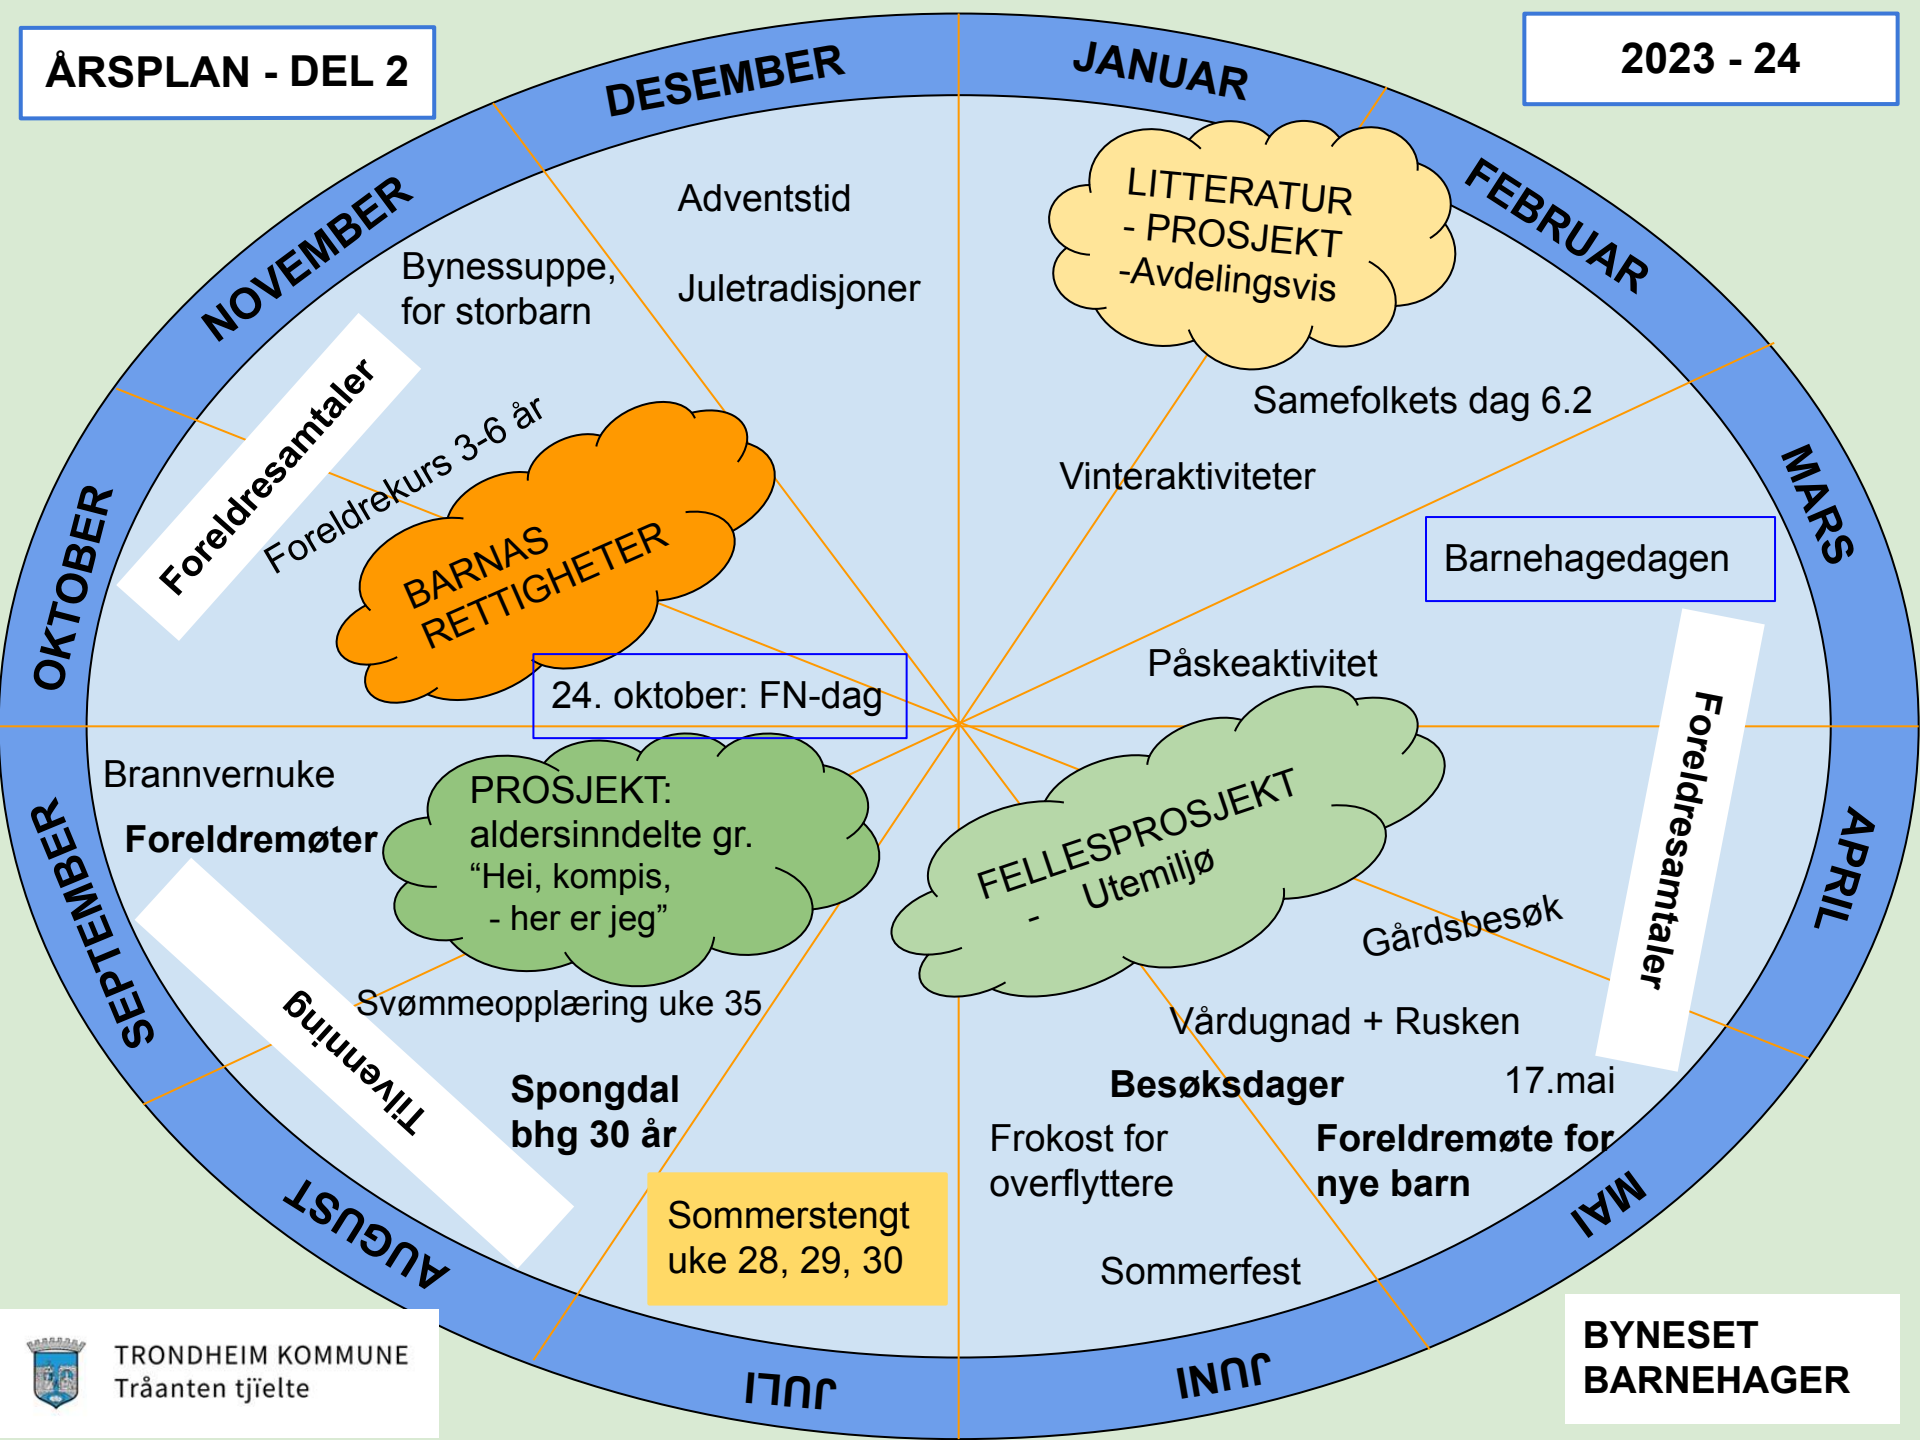 ÅRSPLAN - DEL 2
2023 - 24
JANUAR
FEBRUAR
MARS
APRIL
MAI
JUNI
JULI
AUGUST
SEPTEMBER
OKTOBER
NOVEMBER
DESEMBER
Adventstid
Juletradisjoner
Bynessuppe,
for storbarn
LITTERATUR
- PROSJEKT
-Avdelingsvis
Samefolkets dag 6.2
Vinteraktiviteter
Foreldresamtaler
Foreldrekurs 3-6 år
BARNAS
RETTIGHETER
24. oktober: FN-dag
Barnehagedagen
Påskeaktivitet
Foreldresamtaler
Brannvernuke
Foreldremøter
PROSJEKT:
aldersinndelte gr.
“Hei, kompis,
- her er jeg”
FELLESPROSJEKT
- Utemiljø
Gårdsbesøk
Tilvenning
Svømmeopplæring uke 35
Spongdal
bhg 30 år
Vårdugnad + Rusken
Besøksdager
17.mai
Frokost for
overflyttere
Foreldremøte for
nye barn
Sommerstengt
uke 28, 29, 30
Sommerfest
TRONDHEIM KOMMUNE
Tråanten tjïelte
BYNESET
BARNEHAGER